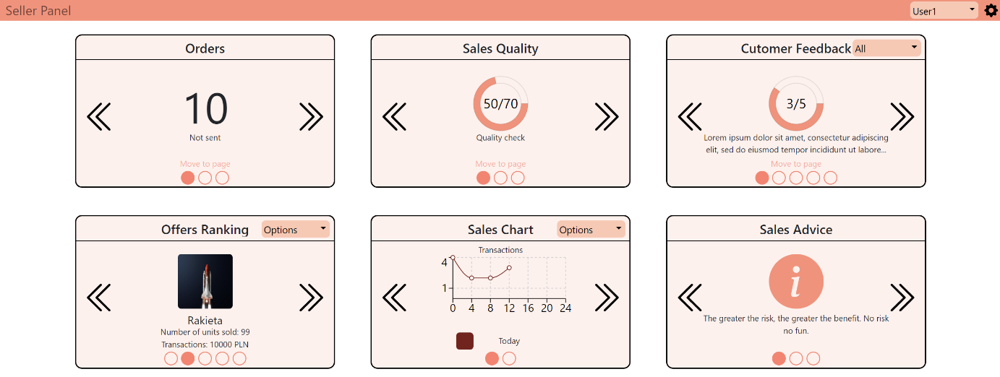 Seller Panel
User1
Orders
10
Not sent
Move to page
Sales Quality
50/70
Quality check
Move to page
Cutomer Feedback
All
3/5
Lorem ipsum dolor sit amet, consectetur adipiscing
elit, sed do eiusmod tempor incididunt ut labore...
Move to page
Offers Ranking
Options
Rakieta
Number of units sold: 99
Transactions: 10000 PLN
Sales Chart
Options
Transactions
4
1
0 4 8 12 16 20 24
Today
Sales Advice
i
The greater the risk, the greater the benefit. No risk
no fun.